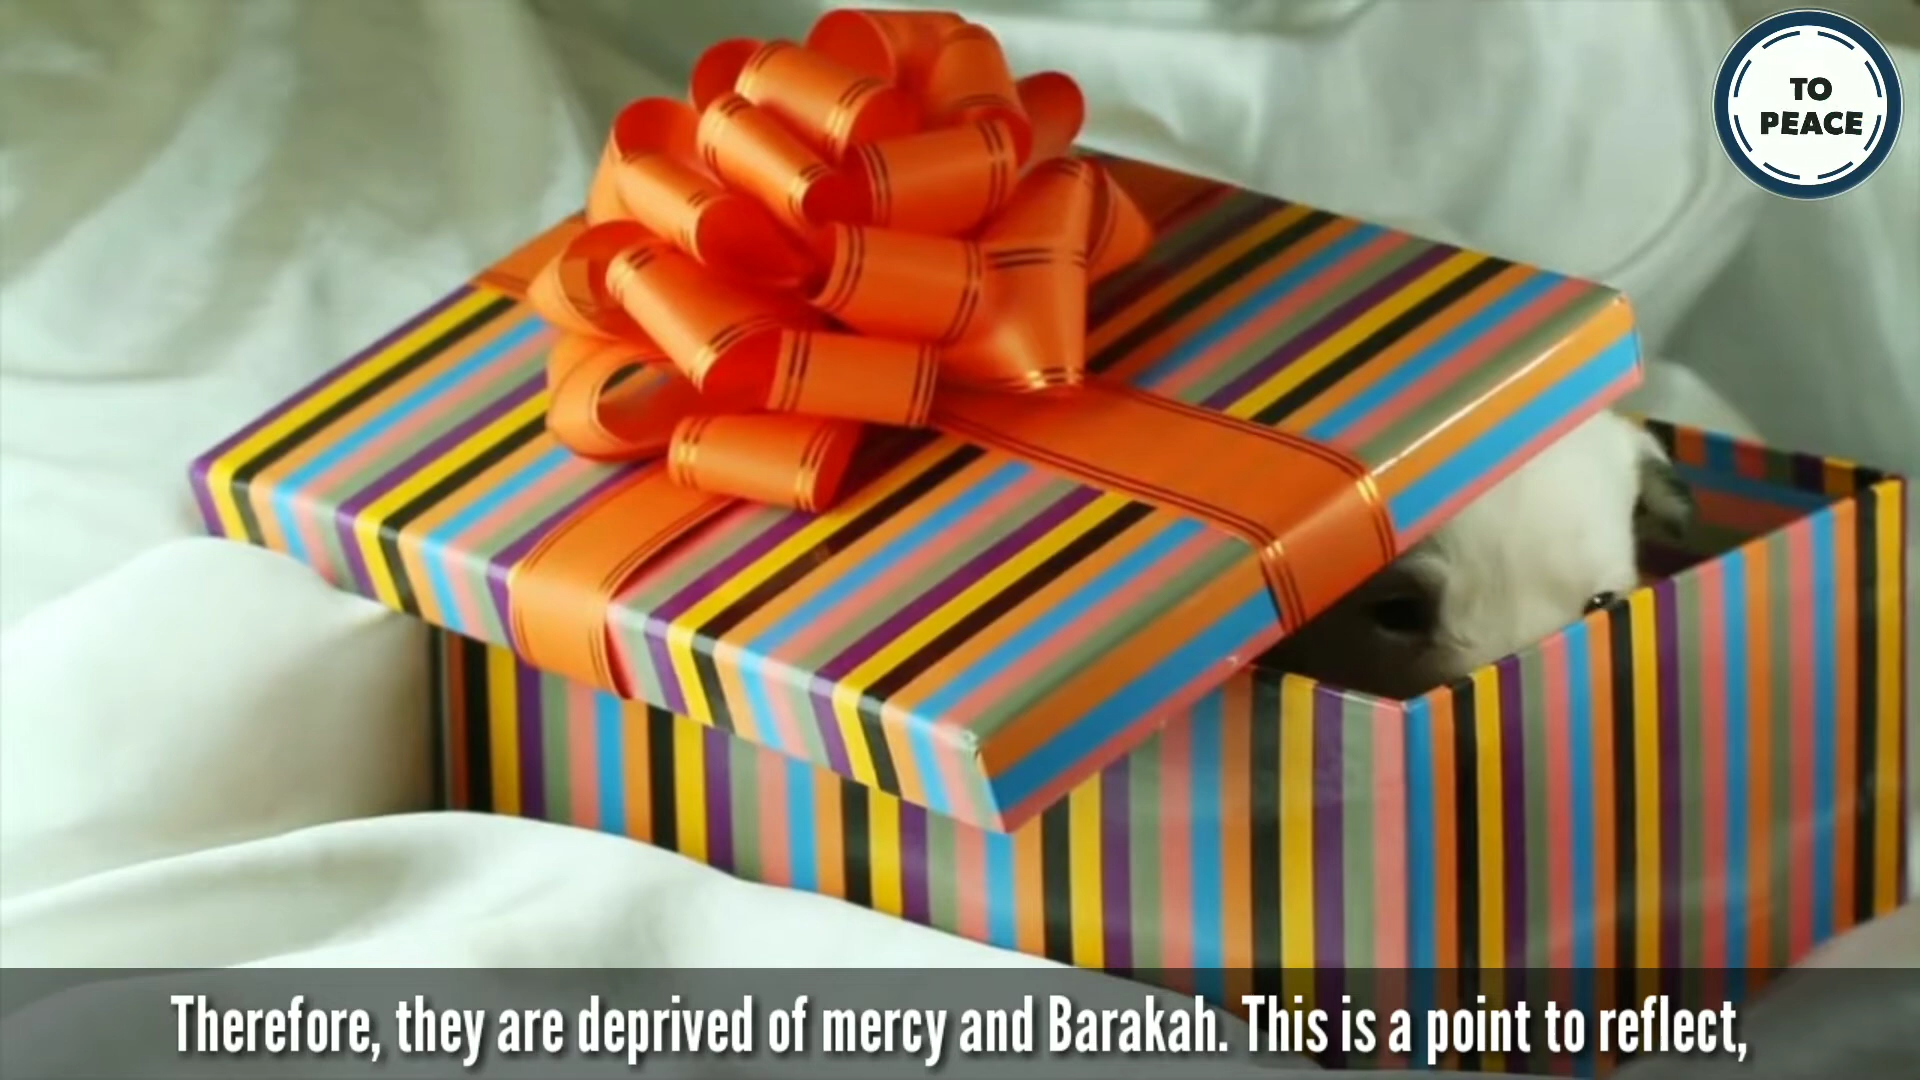 TO
PEACE
Therefore, they are deprived of mercy and Barakah. This is a point to reflect,